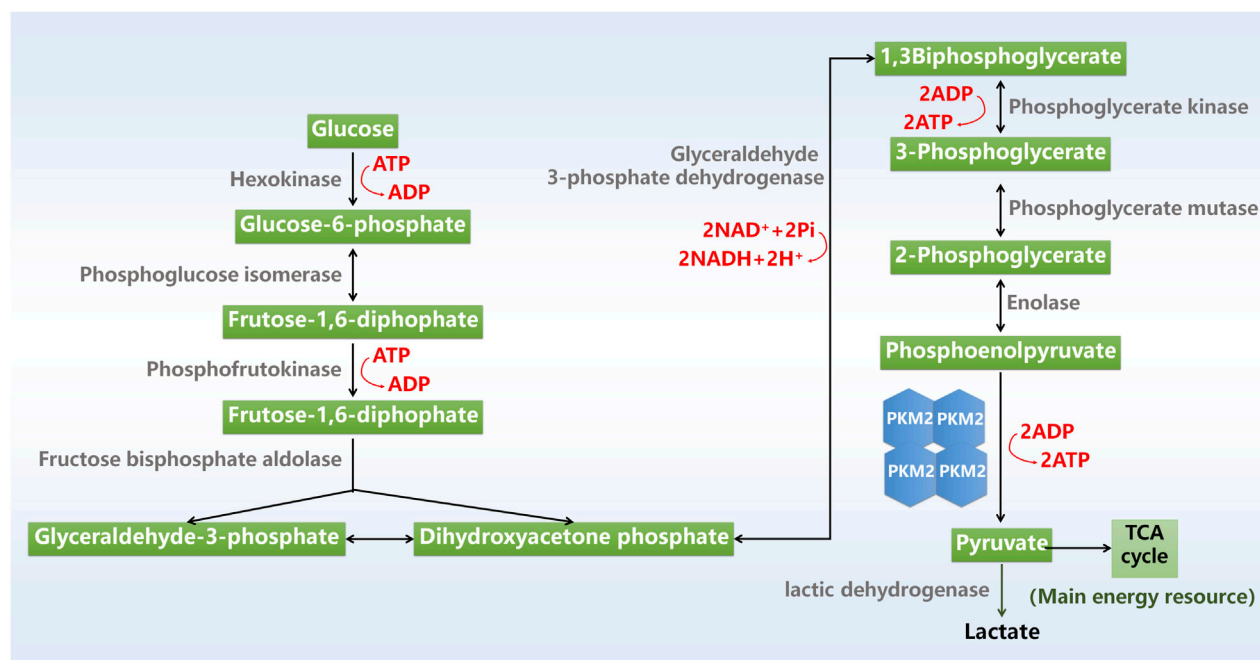 Glucose
Hexokinase
ATP
ADP
Glucose-6-phosphate
Phosphoglucose isomerase
Frutose-1,6-diphophate
Phosphofrutokinase
ATP
ADP
Frutose-1,6-diphophate
Fructose bisphosphate aldolase
Glyceraldehyde-3-phosphate
Dihydroxyacetone phosphate
Glyceraldehyde
3-phosphate dehydrogenase
2NAD⁺+2Pi
2NADH+2H⁺
1,3Biphosphoglycerate
2ADP
2ATP
Phosphoglycerate kinase
3-Phosphoglycerate
Phosphoglycerate mutase
2-Phosphoglycerate
Enolase
Phosphoenolpyruvate
PKM2 PKM2
PKM2 PKM2
2ADP
2ATP
Pyruvate
TCA
cycle
lactic dehydrogenase
(Main energy resource)
Lactate